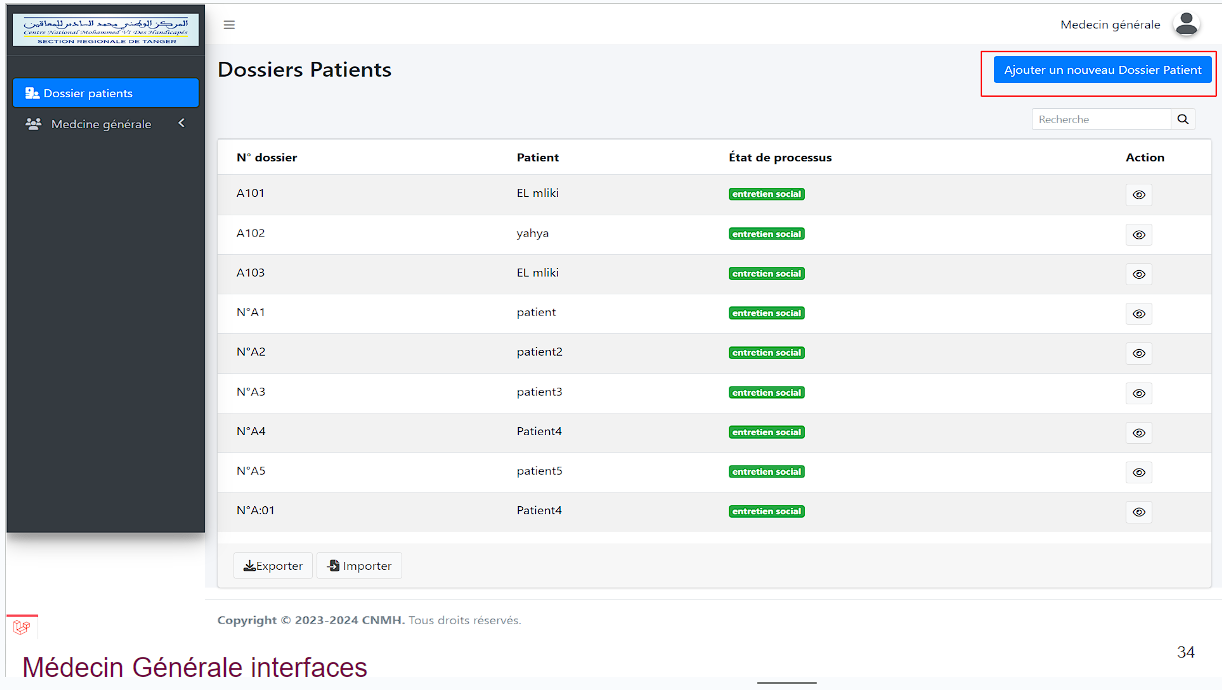 المركز الوطني محمد السادس للمعاقين
Centre National Mohammed VI Des Handicapés
SECTION REGIONALE DE TANGER
Medecin générale
Dossier patients
Medcine générale
Dossiers Patients
Ajouter un nouveau Dossier Patient
Recherche
N° dossier Patient État de processus Action
A101 EL mliki entretien social
A102 yahya entretien social
A103 EL mliki entretien social
N°A1 patient entretien social
N°A2 patient2 entretien social
N°A3 patient3 entretien social
N°A4 Patient4 entretien social
N°A5 patient5 entretien social
N°A:01 Patient4 entretien social
Exporter Importer
Copyright © 2023-2024 CNMH. Tous droits réservés.
34
Médecin Générale interfaces